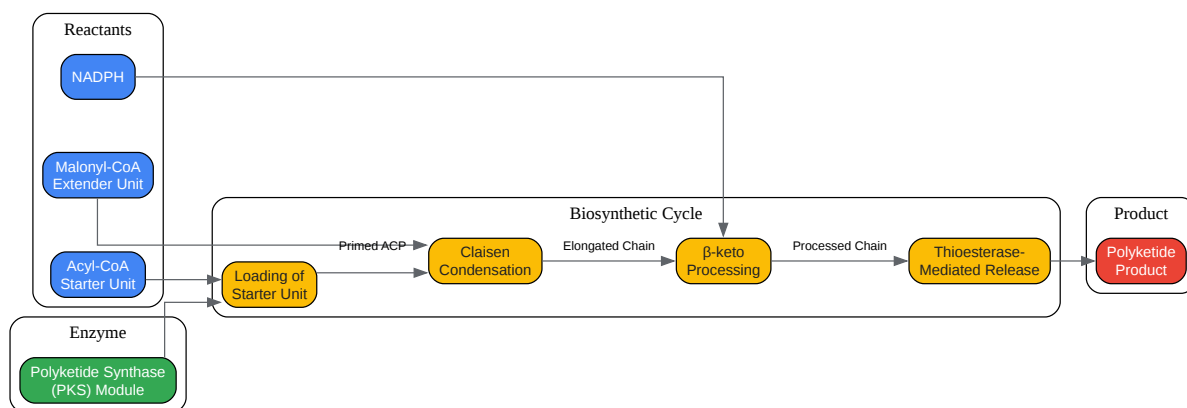 Reactants
NADPH
Malonyl-CoA
Extender Unit
Acyl-CoA
Starter Unit
Enzyme
Polyketide Synthase
(PKS) Module
Biosynthetic Cycle
Loading of
Starter Unit
Primed ACP
Claisen
Condensation
Elongated Chain
β-keto
Processing
Processed Chain
Thioesterase-
Mediated Release
Product
Polyketide
Product